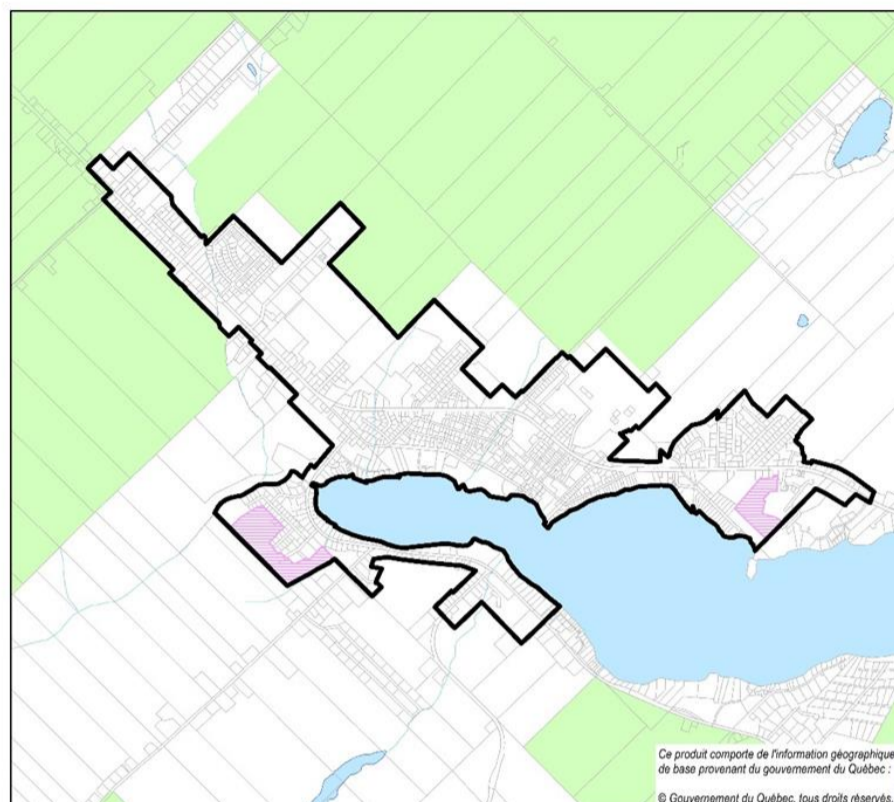 Ce produit comporte de l'information géographique
de base provenant du gouvernement du Québec :
© Gouvernement du Québec, tous droits réservés.